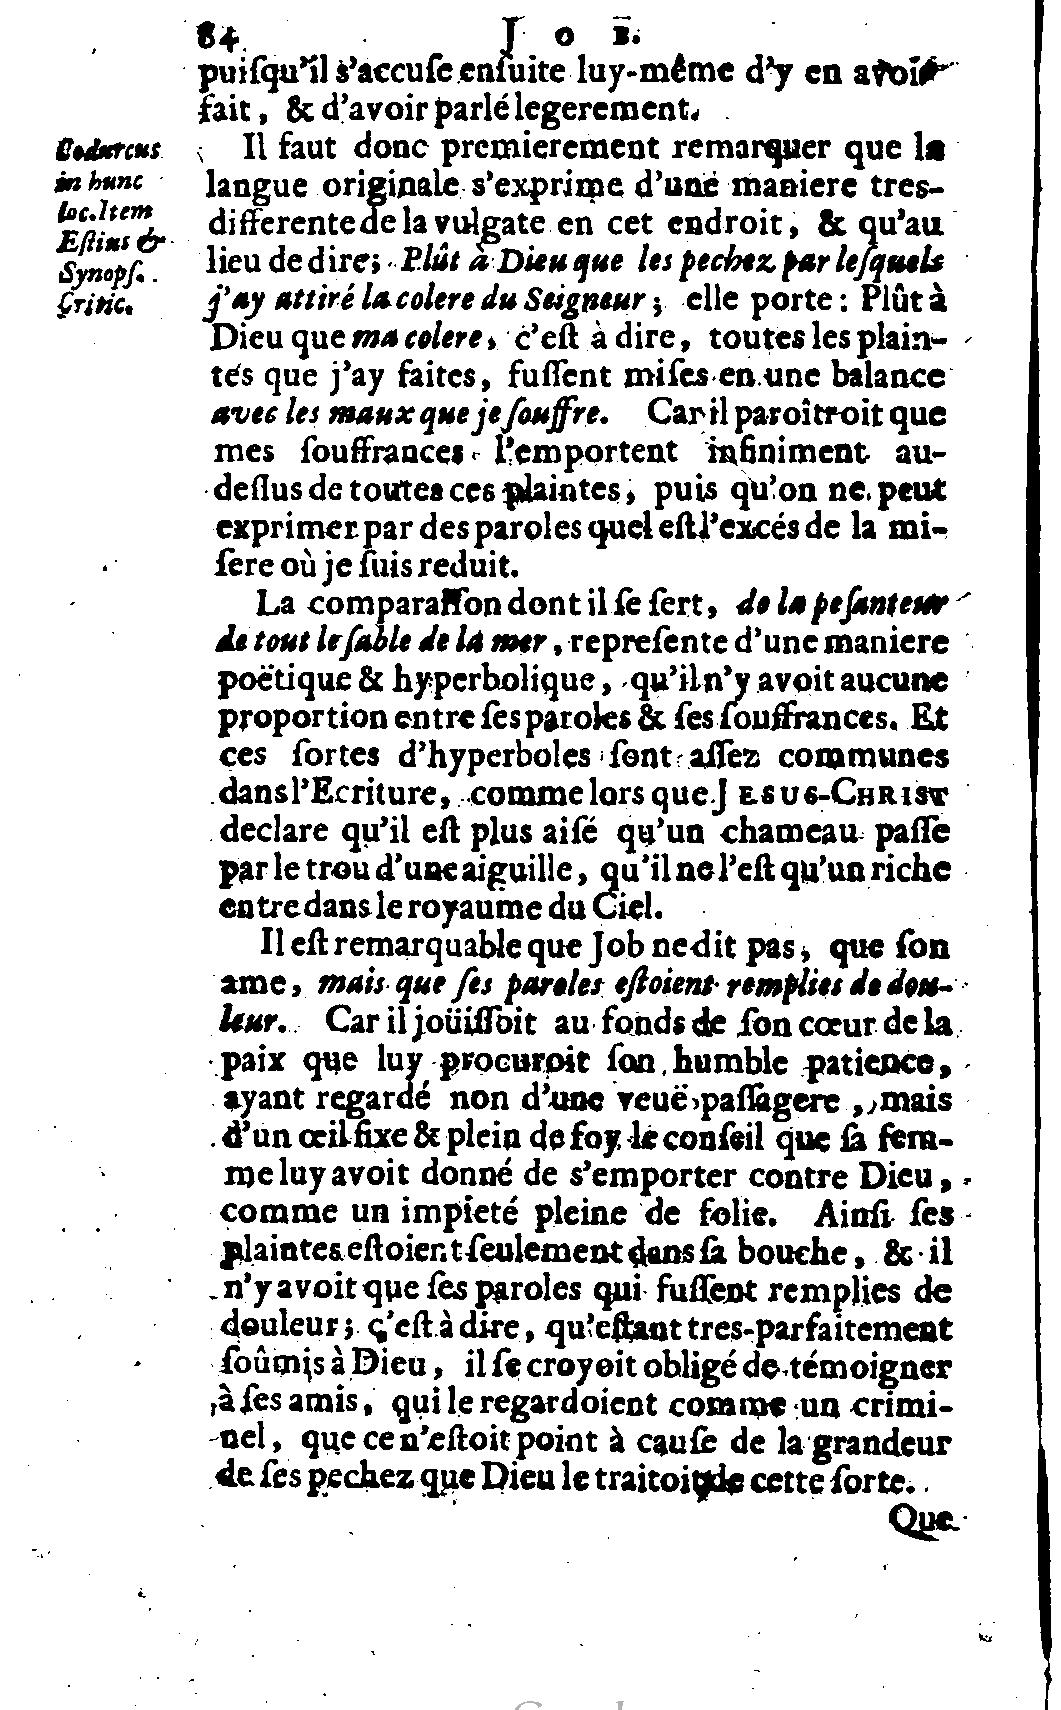 84 JOB.
puiſqu'il s'accuſe enſuite luy-même d'y en avoir
fait, & d'avoir parlé legerement.
Codurcus
in hunc
loc. Item
Eſtius &
Synopſ.
Critic.
Il faut donc premierement remarquer que la
langue originale s'exprime d'une maniere tres-
differente de la vulgate en cet endroit, & qu'au
lieu de dire; Plût à Dieu que les pechez par leſquels
j'ay attiré la colere du Seigneur; elle porte: Plût à
Dieu que ma colere, c'eſt à dire, toutes les plain-
tes que j'ay faites, fuſſent miſes en une balance
avec les maux que je ſouffre. Car il paroîtroit que
mes ſouffrances l'emportent infiniment au-
deſſus de toutes ces plaintes, puis qu'on ne peut
exprimer par des paroles quel eſt l'excés de la mi-
ſere où je ſuis reduit.
La comparaiſon dont il ſe ſert, de la peſanteur
de tout le ſable de la mer, repreſente d'une maniere
poëtique & hyperbolique, qu'il n'y avoit aucune
proportion entre ſes paroles & ſes ſouffrances. Et
ces ſortes d'hyperboles ſont aſſez communes
dans l'Ecriture, comme lors que JESUS-CHRIST
declare qu'il eſt plus aiſé qu'un chameau paſſe
par le trou d'une aiguille, qu'il ne l'eſt qu'un riche
entre dans le royaume du Ciel.
Il eſt remarquable que Job ne dit pas, que ſon
ame, mais que ſes paroles eſtoient remplies de dou-
leur. Car il joüiſſoit au fonds de ſon cœur de la
paix que luy procuroit ſon humble patience,
ayant regardé non d'une veuë paſſagere, mais
d'un œil fixe & plein de foy le conſeil que ſa fem-
me luy avoit donné de s'emporter contre Dieu,
comme un impieté pleine de folie. Ainſi ſes
plaintes eſtoient ſeulement dans ſa bouche, & il
n'y avoit que ſes paroles qui fuſſent remplies de
douleur; c'eſt à dire, qu'eſtant tres-parfaitement
ſoûmis à Dieu, il ſe croyoit obligé de témoigner
à ſes amis, qui le regardoient comme un crimi-
nel, que ce n'eſtoit point à cauſe de la grandeur
de ſes pechez que Dieu le traitoit de cette ſorte.
Que